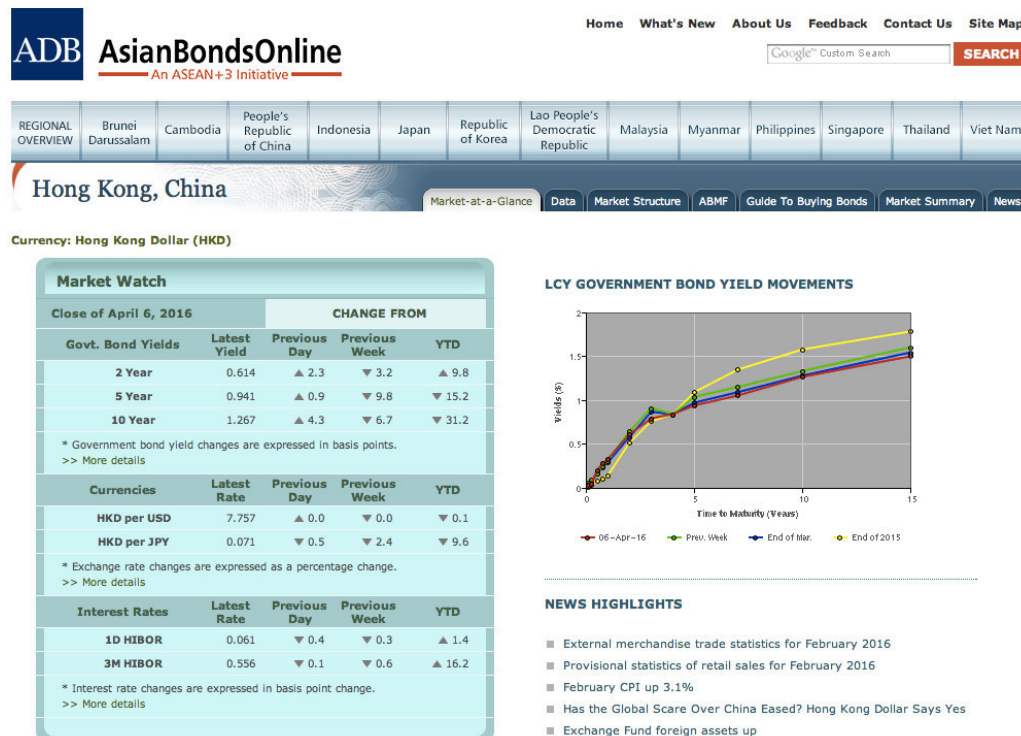 Home What's New About Us Feedback Contact Us Site Map
ADB AsianBondsOnline
An ASEAN+3 Initiative
Google™ Custom Search SEARCH
REGIONAL OVERVIEW
Brunei Darussalam
Cambodia
People's Republic of China
Indonesia
Japan
Republic of Korea
Lao People's Democratic Republic
Malaysia
Myanmar
Philippines
Singapore
Thailand
Viet Nam
Hong Kong, China
Market-at-a-Glance Data Market Structure ABMF Guide To Buying Bonds Market Summary News
Currency: Hong Kong Dollar (HKD)
Market Watch
Close of April 6, 2016 CHANGE FROM
Govt. Bond Yields Latest Yield Previous Day Previous Week YTD
2 Year 0.614 ▲ 2.3 ▼ 3.2 ▲ 9.8
5 Year 0.941 ▲ 0.9 ▼ 9.8 ▼ 15.2
10 Year 1.267 ▲ 4.3 ▼ 6.7 ▼ 31.2
* Government bond yield changes are expressed in basis points.
>> More details
Currencies Latest Rate Previous Day Previous Week YTD
HKD per USD 7.757 ▲ 0.0 ▼ 0.0 ▼ 0.1
HKD per JPY 0.071 ▼ 0.5 ▼ 2.4 ▼ 9.6
* Exchange rate changes are expressed as a percentage change.
>> More details
Interest Rates Latest Rate Previous Day Previous Week YTD
1D HIBOR 0.061 ▼ 0.4 ▼ 0.3 ▲ 1.4
3M HIBOR 0.556 ▼ 0.1 ▼ 0.6 ▲ 16.2
* Interest rate changes are expressed in basis point change.
>> More details
LCY GOVERNMENT BOND YIELD MOVEMENTS
2
1.5
1
0.5
0
Yields (%)
0 5 10 15
Time to Maturity (Years)
06-Apr-16 Prev. Week End of Mar. End of 2015
NEWS HIGHLIGHTS
External merchandise trade statistics for February 2016
Provisional statistics of retail sales for February 2016
February CPI up 3.1%
Has the Global Scare Over China Eased? Hong Kong Dollar Says Yes
Exchange Fund foreign assets up